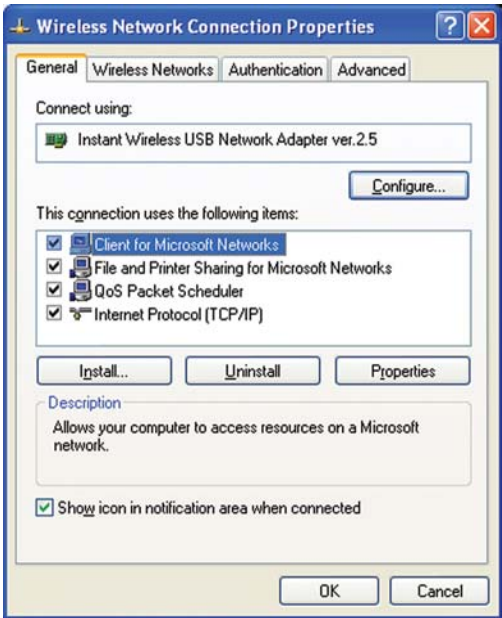 Wireless Network Connection Properties
General Wireless Networks Authentication Advanced
Connect using:
Instant Wireless USB Network Adapter ver.2.5
Configure...
This connection uses the following items:
Client for Microsoft Networks
File and Printer Sharing for Microsoft Networks
QoS Packet Scheduler
Internet Protocol (TCP/IP)
Install... Uninstall Properties
Description
Allows your computer to access resources on a Microsoft
network.
Show icon in notification area when connected
OK Cancel